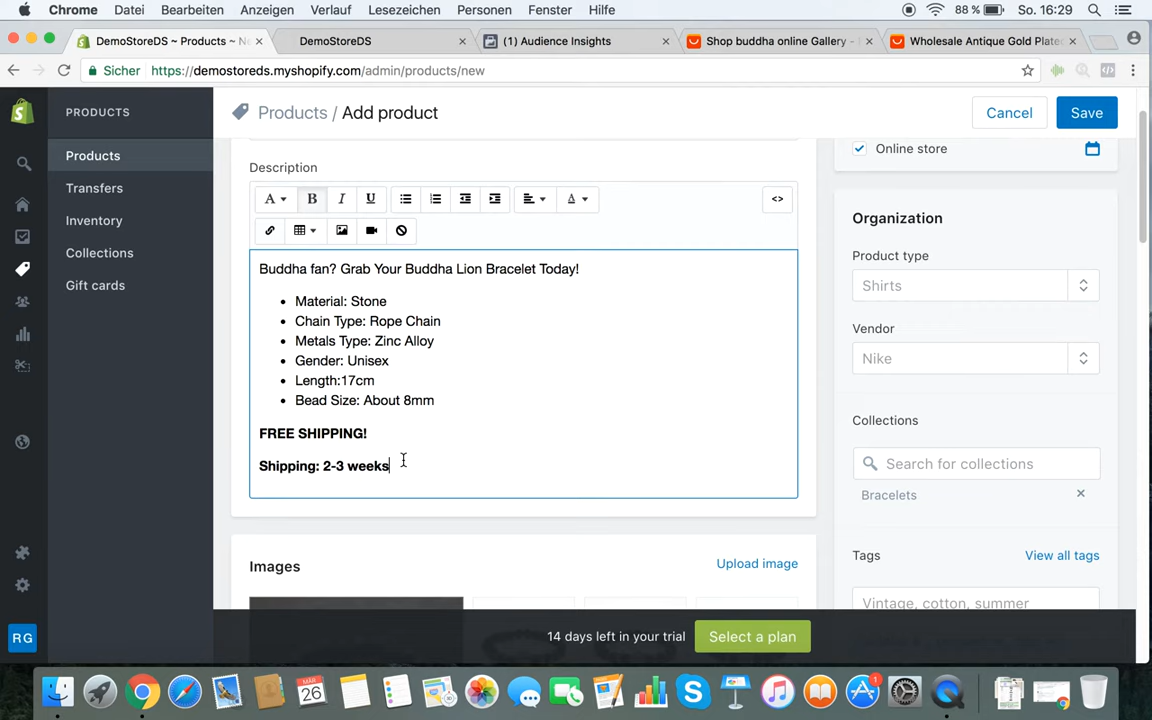 Chrome Datei Bearbeiten Anzeigen Verlauf Lesezeichen Personen Fenster Hilfe 88 % So. 16:29
DemoStoreDS ~ Products ~ Ne DemoStoreDS (1) Audience Insights Shop buddha online Gallery - Wholesale Antique Gold Plate
Sicher https://demostoreds.myshopify.com/admin/products/new
PRODUCTS
Products / Add product
Cancel
Save
Products
Transfers
Inventory
Collections
Gift cards
Description
A B I U A <>
Buddha fan? Grab Your Buddha Lion Bracelet Today!
• Material: Stone
• Chain Type: Rope Chain
• Metals Type: Zinc Alloy
• Gender: Unisex
• Length:17cm
• Bead Size: About 8mm
FREE SHIPPING!
Shipping: 2-3 weeks
Images
Upload image
Online store
Organization
Product type
Shirts
Vendor
Nike
Collections
Search for collections
Bracelets
Tags
View all tags
Vintage, cotton, summer
RG
14 days left in your trial
Select a plan
MAR
26
1